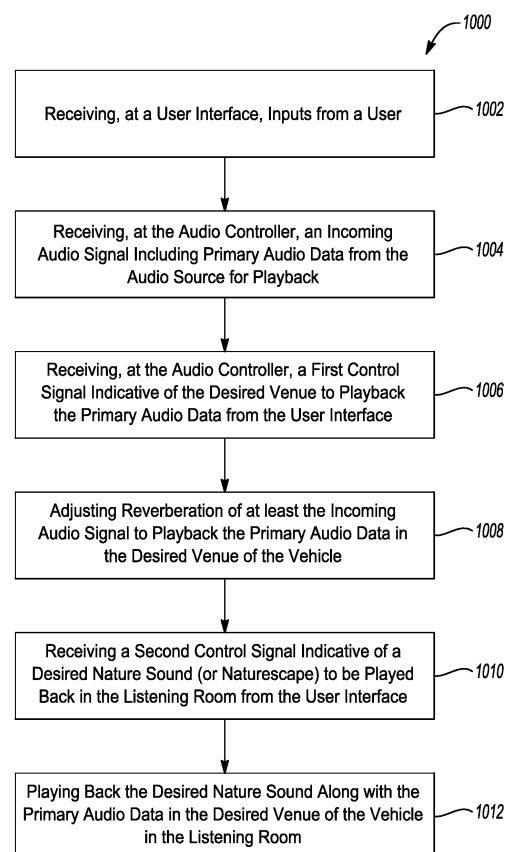 1000
Receiving, at a User Interface, Inputs from a User
1002
Receiving, at the Audio Controller, an Incoming
Audio Signal Including Primary Audio Data from the
Audio Source for Playback
1004
Receiving, at the Audio Controller, a First Control
Signal Indicative of the Desired Venue to Playback
the Primary Audio Data from the User Interface
1006
Adjusting Reverberation of at least the Incoming
Audio Signal to Playback the Primary Audio Data in
the Desired Venue of the Vehicle
1008
Receiving a Second Control Signal Indicative of a
Desired Nature Sound (or Naturescape) to be Played
Back in the Listening Room from the User Interface
1010
Playing Back the Desired Nature Sound Along with the
Primary Audio Data in the Desired Venue of the Vehicle
in the Listening Room
1012